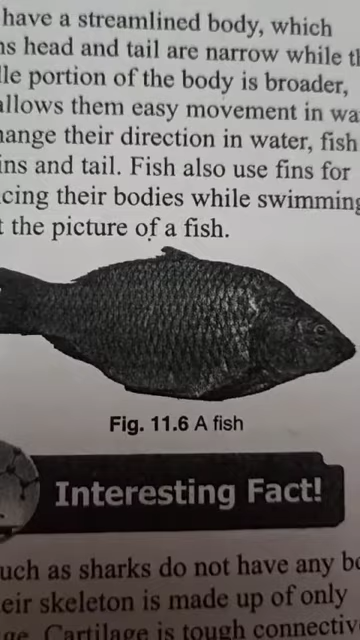 have a streamlined body, which
head and tail are narrow while
portion of the body is broader,
allows them easy movement in
their direction in water, fish
and tail. Fish also use fins for
their bodies while swimming
the picture of a fish.
Fig. 11.6 A fish
Interesting Fact!
such as sharks do not have any
skeleton is made up of only
Cartilage is tough